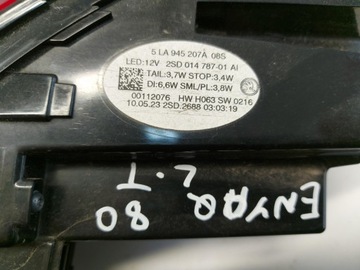 5 LA 945 207A 08S
LED:12V 2SD 014 787-01 AI
TAIL:3,7W STOP:3,4W
DI:6,6W SML/PL:3,8W
00112076 HW H063 SW 0216
10.05.23 2SD.2688 03:03:19
ENYAQ
80
L.T